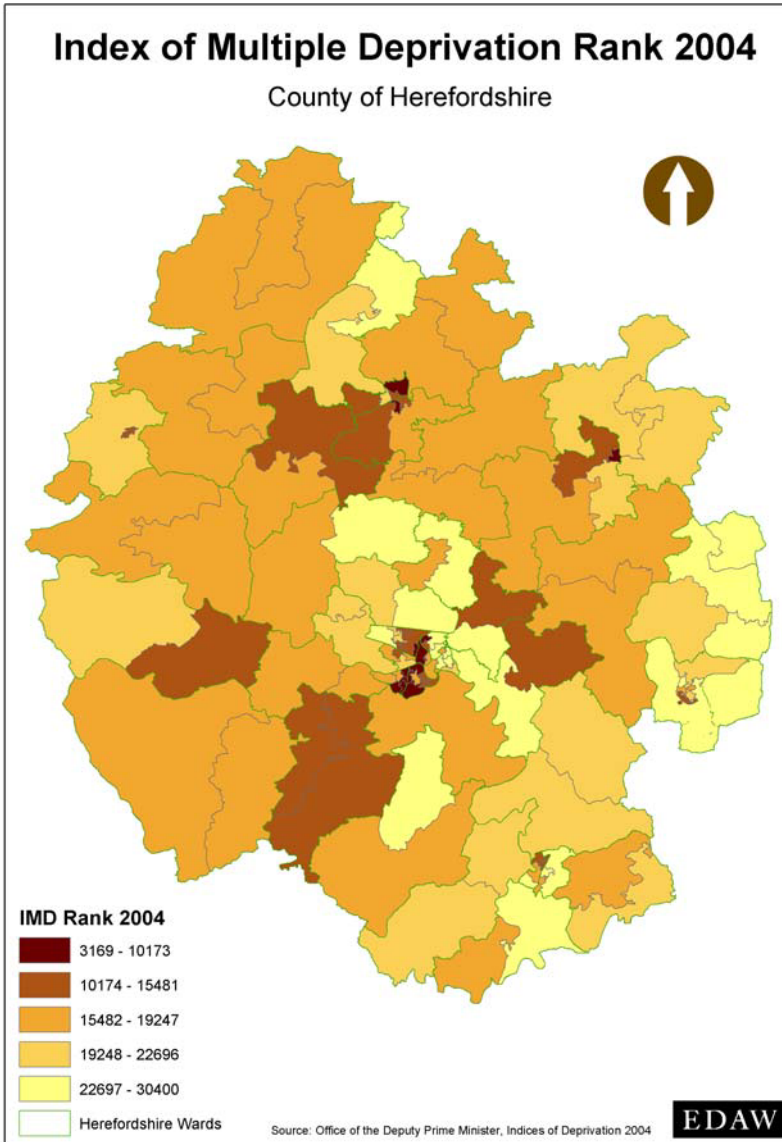 Index of Multiple Deprivation Rank 2004
County of Herefordshire
IMD Rank 2004
3169 - 10173
10174 - 15481
15482 - 19247
19248 - 22696
22697 - 30400
Herefordshire Wards
Source: Office of the Deputy Prime Minister, Indices of Deprivation 2004
EDAW